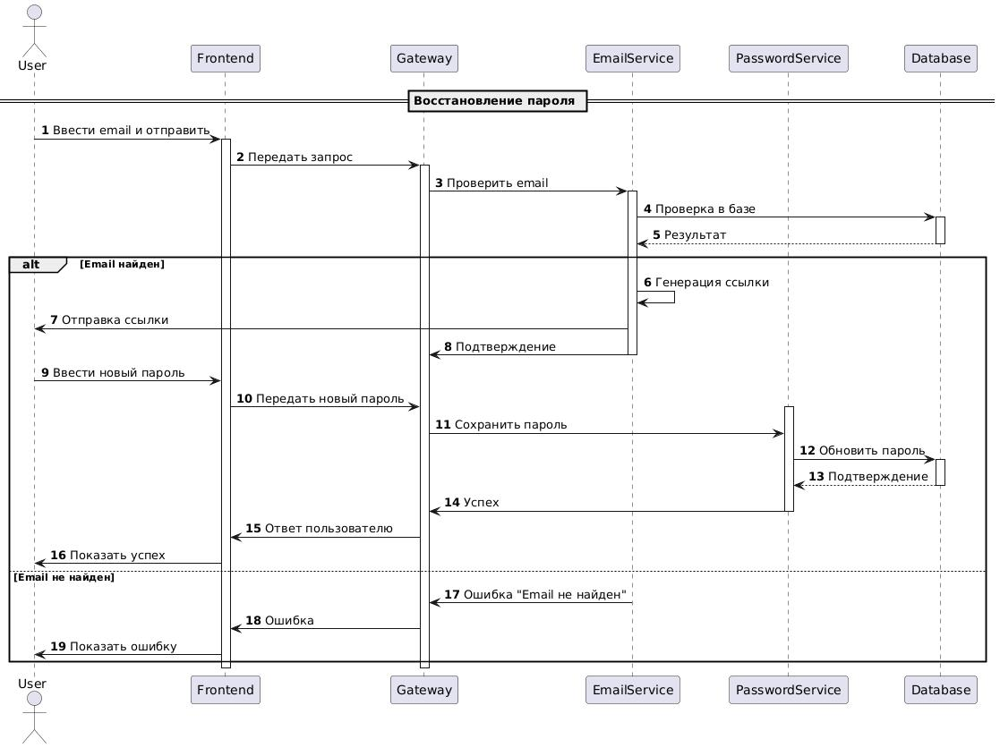 User
Frontend
Gateway
EmailService
PasswordService
Database
Восстановление пароля
1 Ввести email и отправить
2 Передать запрос
3 Проверить email
4 Проверка в базе
5 Результат
alt [Email найден]
6 Генерация ссылки
7 Отправка ссылки
8 Подтверждение
9 Ввести новый пароль
10 Передать новый пароль
11 Сохранить пароль
12 Обновить пароль
13 Подтверждение
14 Успех
15 Ответ пользователю
16 Показать успех
[Email не найден]
17 Ошибка "Email не найден"
18 Ошибка
19 Показать ошибку
User
Frontend
Gateway
EmailService
PasswordService
Database